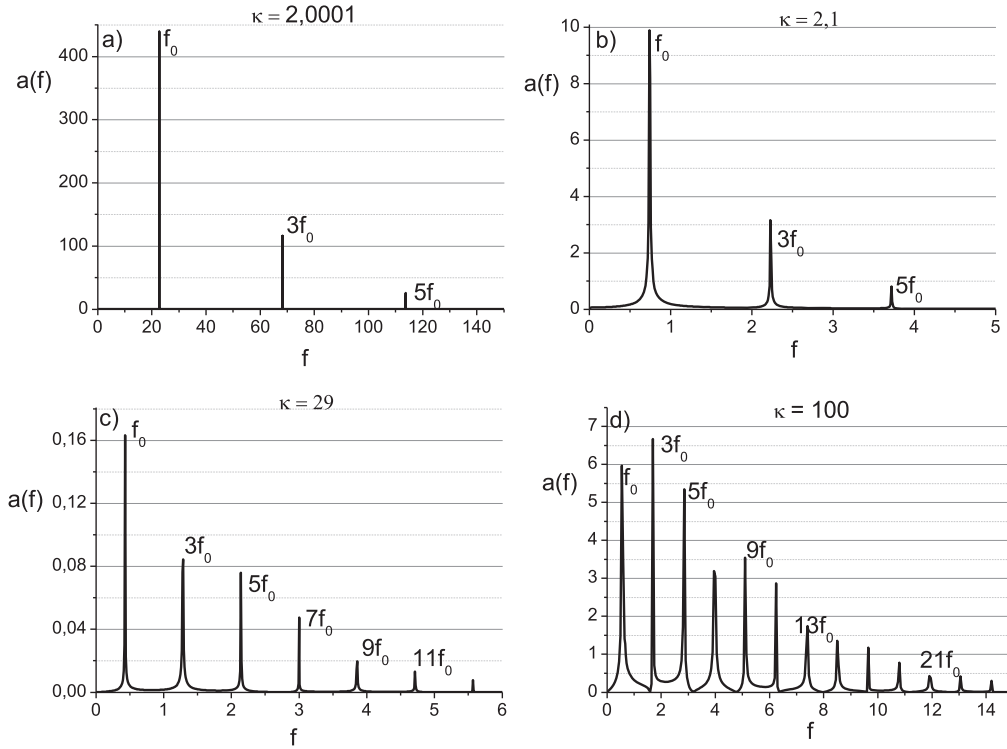 κ = 2,0001
a)
f₀
3f₀
5f₀
a(f)
400
300
200
100
0
0 20 40 60 80 100 120 140
f
κ = 2,1
b)
f₀
3f₀
5f₀
a(f)
10
8
6
4
2
0
0 1 2 3 4 5
f
κ = 29
c)
f₀
3f₀
5f₀
7f₀
9f₀
11f₀
a(f)
0,16
0,12
0,08
0,04
0,00
0 1 2 3 4 5 6
f
κ = 100
d)
f₀
3f₀
5f₀
9f₀
13f₀
21f₀
a(f)
7
6
5
4
3
2
1
0
0 2 4 6 8 10 12 14
f